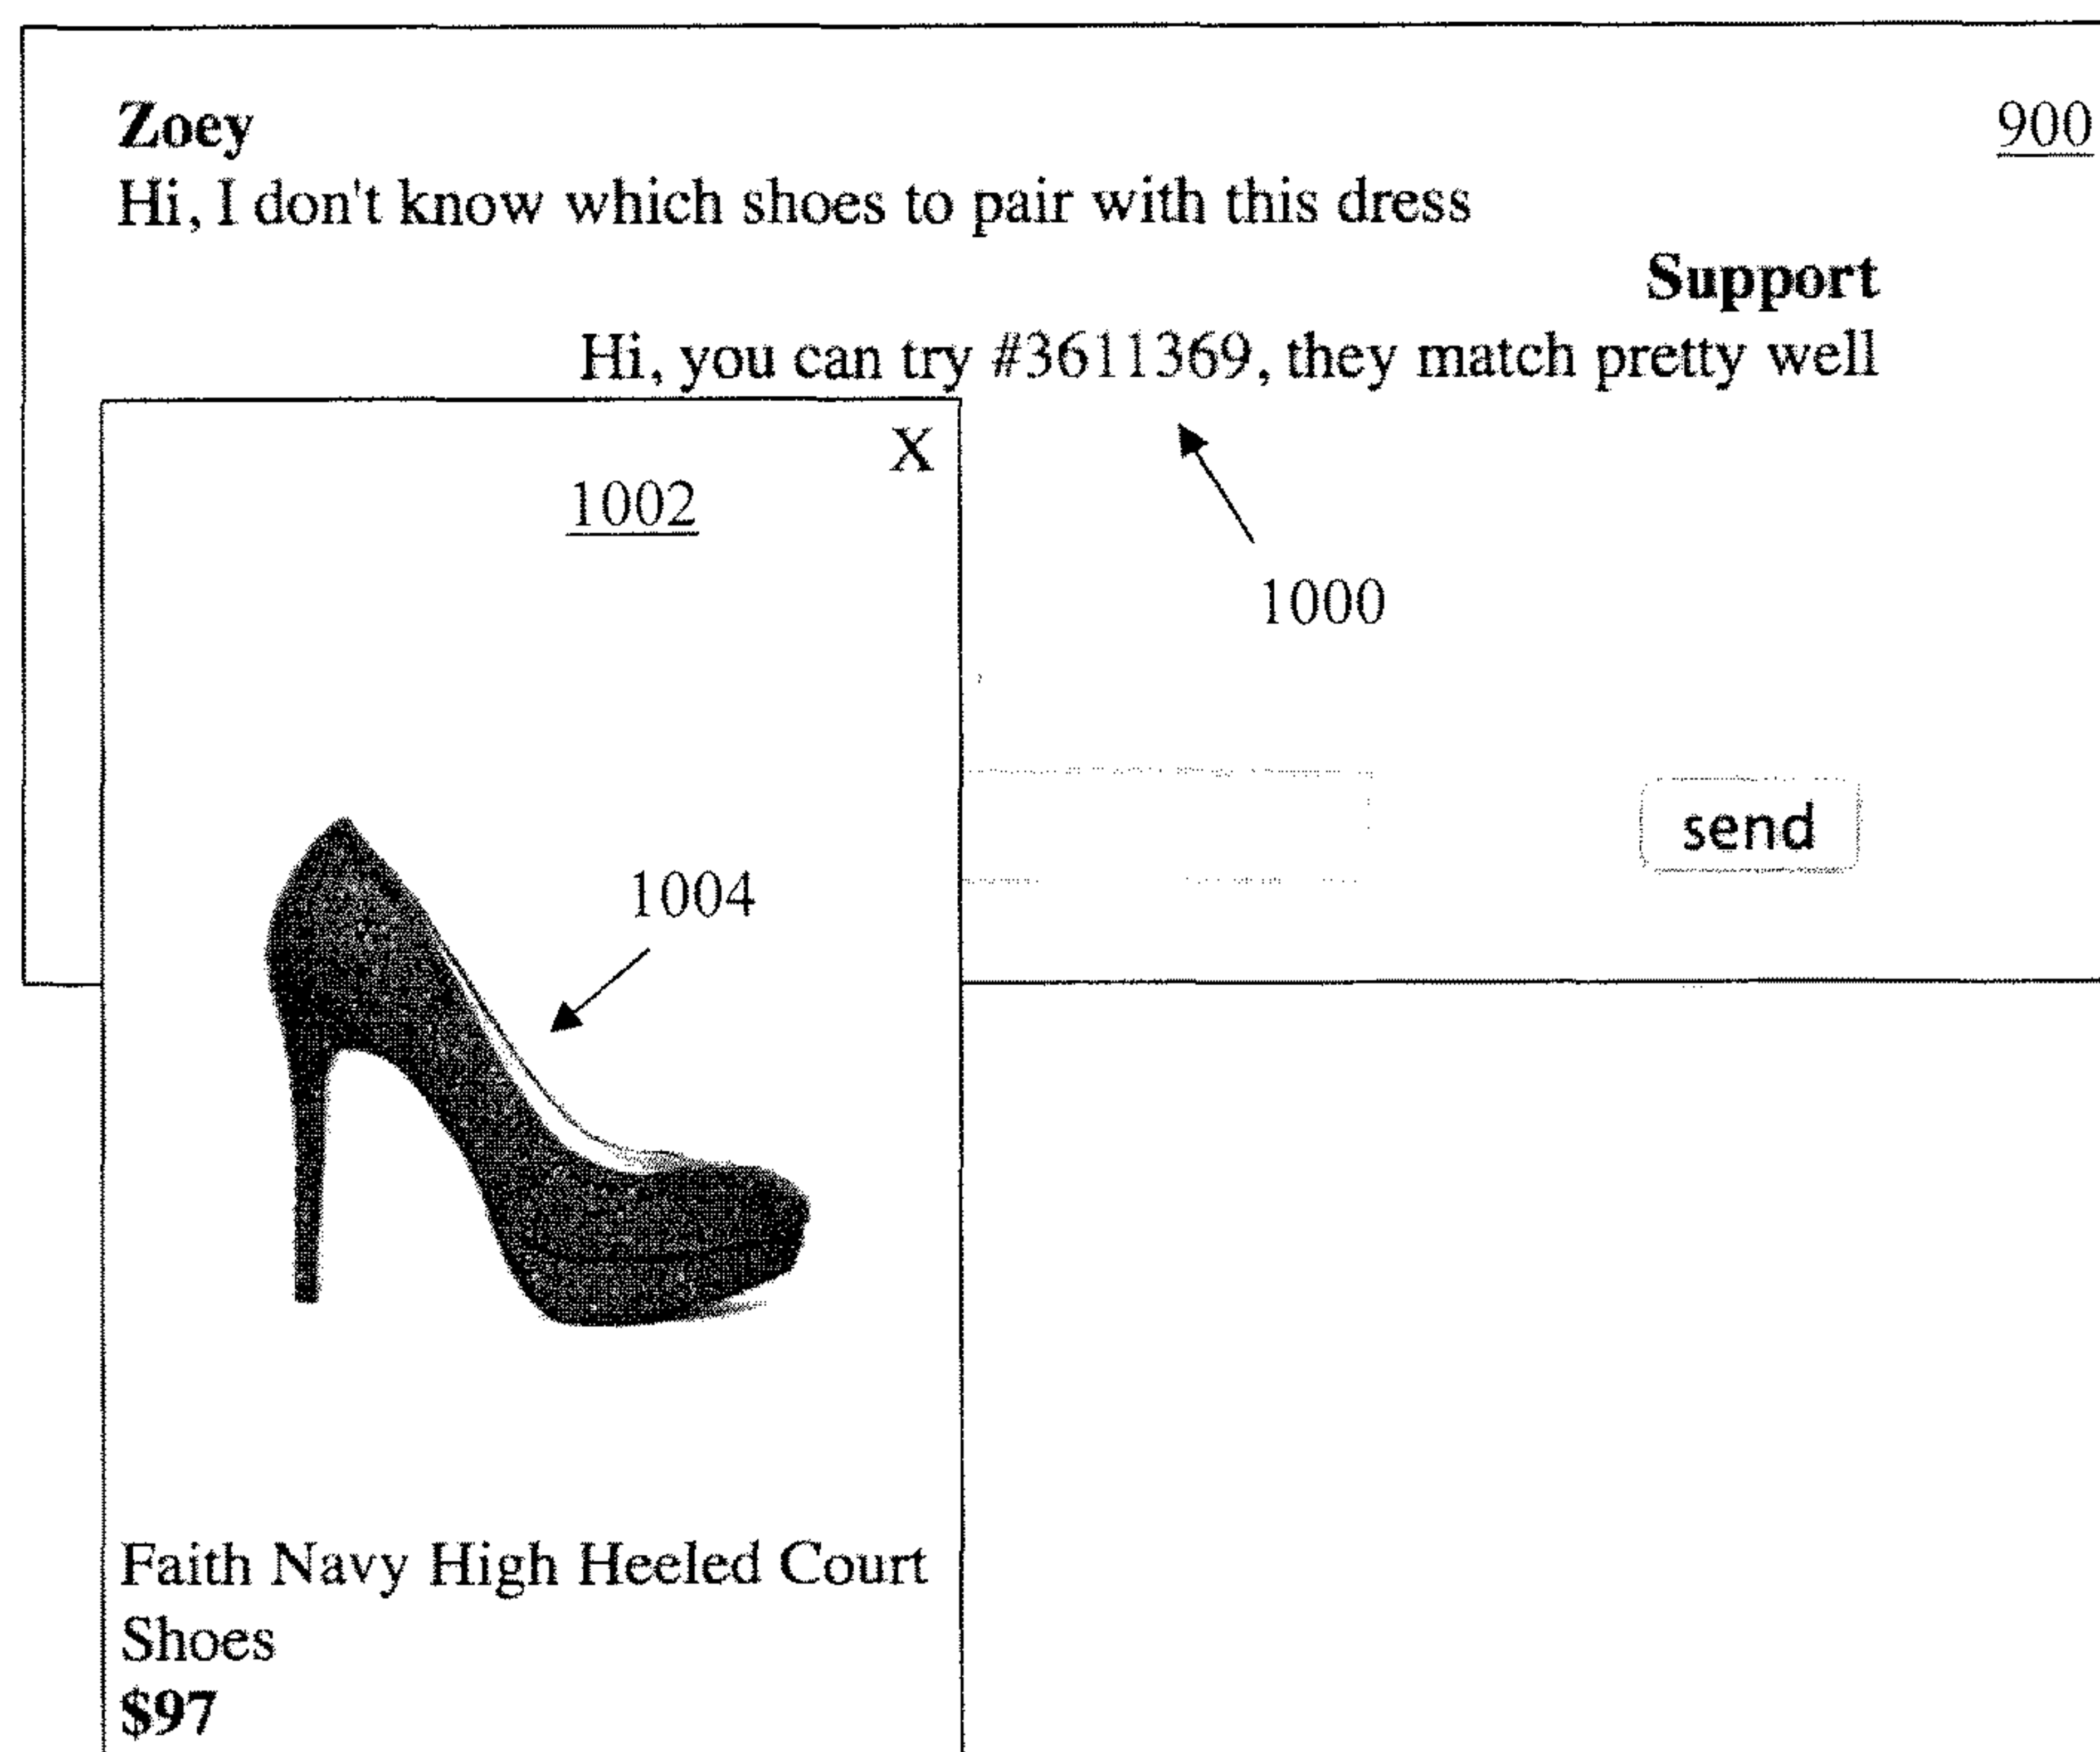 Zoey
900
Hi, I don't know which shoes to pair with this dress
Support
Hi, you can try #3611369, they match pretty well
X
1002
1000
1004
send
Faith Navy High Heeled Court
Shoes
$97